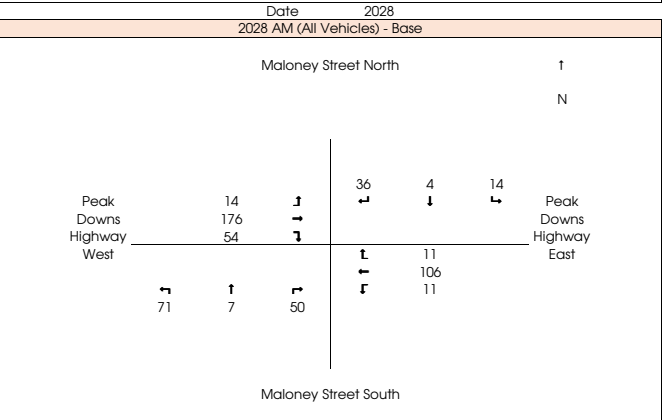 Date 2028
2028 AM (All Vehicles) - Base
Maloney Street North ↑
N
36 4 14
Peak 14 ↥ ↵ ↓ ↳ Peak
Downs 176 → Downs
Highway 54 ↴ Highway
West ↑ 11 East
← 106
↰ ↑ ↱ ↓ 11
71 7 50
Maloney Street South